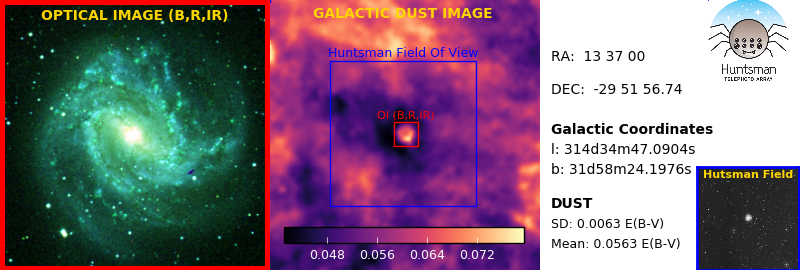 OPTICAL IMAGE (B,R,IR)
GALACTIC DUST IMAGE
Huntsman Field Of View
OI (B,R,IR)
0.048 0.056 0.064 0.072
Huntsman
TELEPHOTO ARRAY
RA: 13 37 00
DEC: -29 51 56.74
Galactic Coordinates
l: 314d34m47.0904s
b: 31d58m24.1976s
DUST
SD: 0.0063 E(B-V)
Mean: 0.0563 E(B-V)
Hutsman Field